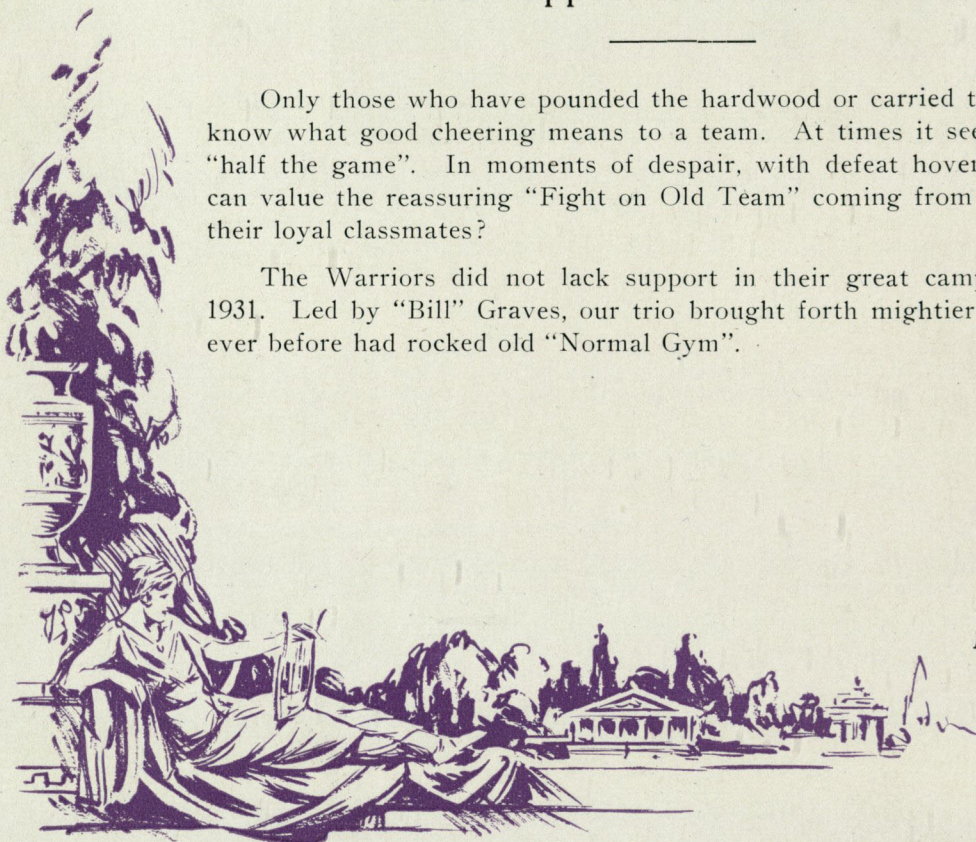 Only those who have pounded the hardwood or carried t
know what good cheering means to a team. At times it see
“half the game”. In moments of despair, with defeat hover
can value the reassuring “Fight on Old Team” coming from
their loyal classmates?
The Warriors did not lack support in their great cam
1931. Led by “Bill” Graves, our trio brought forth mightier
ever before had rocked old “Normal Gym”.